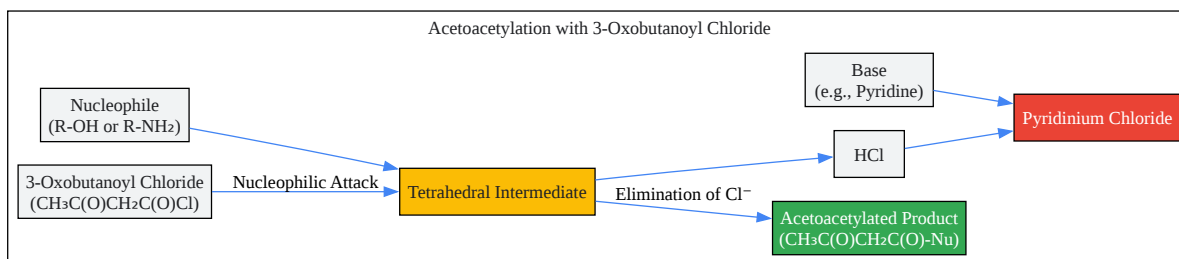 Acetoacetylation with 3-Oxobutanoyl Chloride
Base
(e.g., Pyridine)
Nucleophile
(R-OH or R-NH₂)
Pyridinium Chloride
HCl
3-Oxobutanoyl Chloride
(CH₃C(O)CH₂C(O)Cl)
Nucleophilic Attack
Tetrahedral Intermediate
Elimination of Cl⁻
Acetoacetylated Product
(CH₃C(O)CH₂C(O)-Nu)